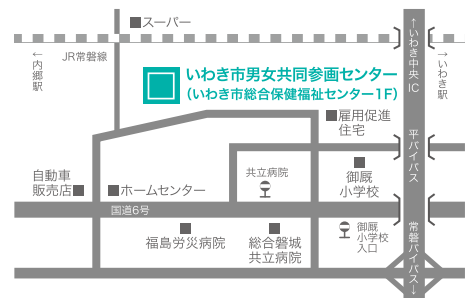 スーパー
↑いわき中央IC
JR常磐線
←内郷駅
→いわき駅
いわき市男女共同参画センター
（いわき市総合保健福祉センター1F）
雇用促進
住宅
平バイパス
共立病院
御厩
小学校
自動車
販売店
ホームセンター
国道6号
福島労災病院
総合磐城
共立病院
御厩
小学校
入口
常磐バイパス→